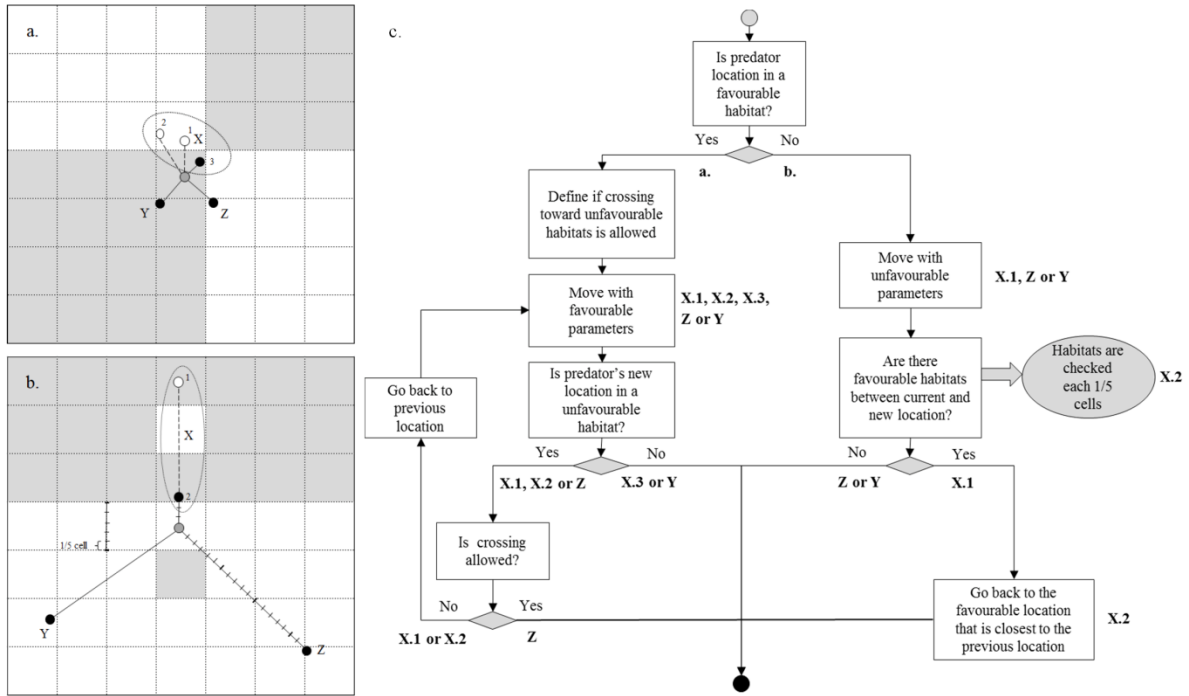 a.
2
1
X
3
Y
Z
b.
1
X
2
1/5 cell
Y
Z
c.
Is predator
location in a
favourable
habitat?
Yes
No
a.
b.
Define if crossing
toward unfavourable
habitats is allowed
Move with
favourable
parameters
X.1, X.2, X.3,
Z or Y
Is predator's new
location in a
unfavourable
habitat?
Go back to
previous
location
Yes
No
X.1, X.2 or Z
X.3 or Y
Is crossing
allowed?
No
Yes
X.1 or X.2
Z
Move with
unfavourable
parameters
X.1, Z or Y
Are there
favourable habitats
between current and
new location?
Habitats are
checked
each 1/5
cells
X.2
No
Yes
Z or Y
X.1
Go back to the
favourable location
that is closest to the
previous location
X.2